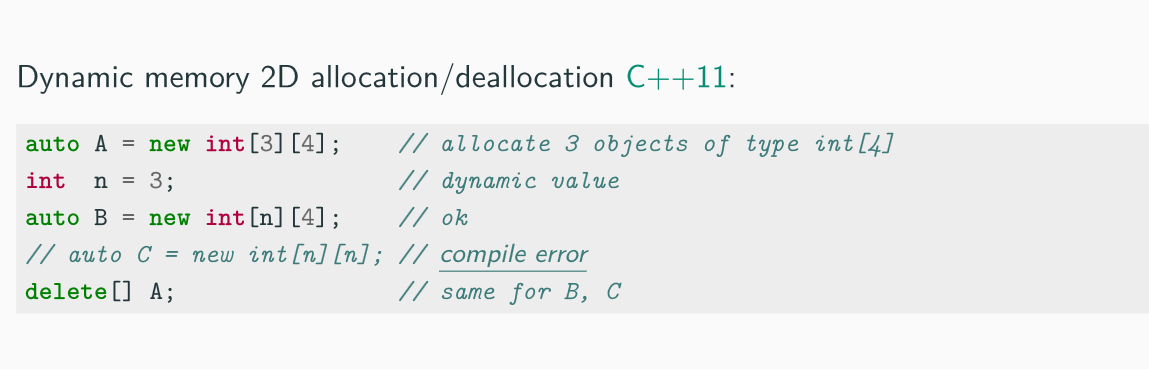 Dynamic memory 2D allocation/deallocation C++11:
auto A = new int[3][4];    // allocate 3 objects of type int[4]
int  n = 3;                // dynamic value
auto B = new int[n][4];    // ok
// auto C = new int[n][n]; // compile error
delete[] A;                // same for B, C